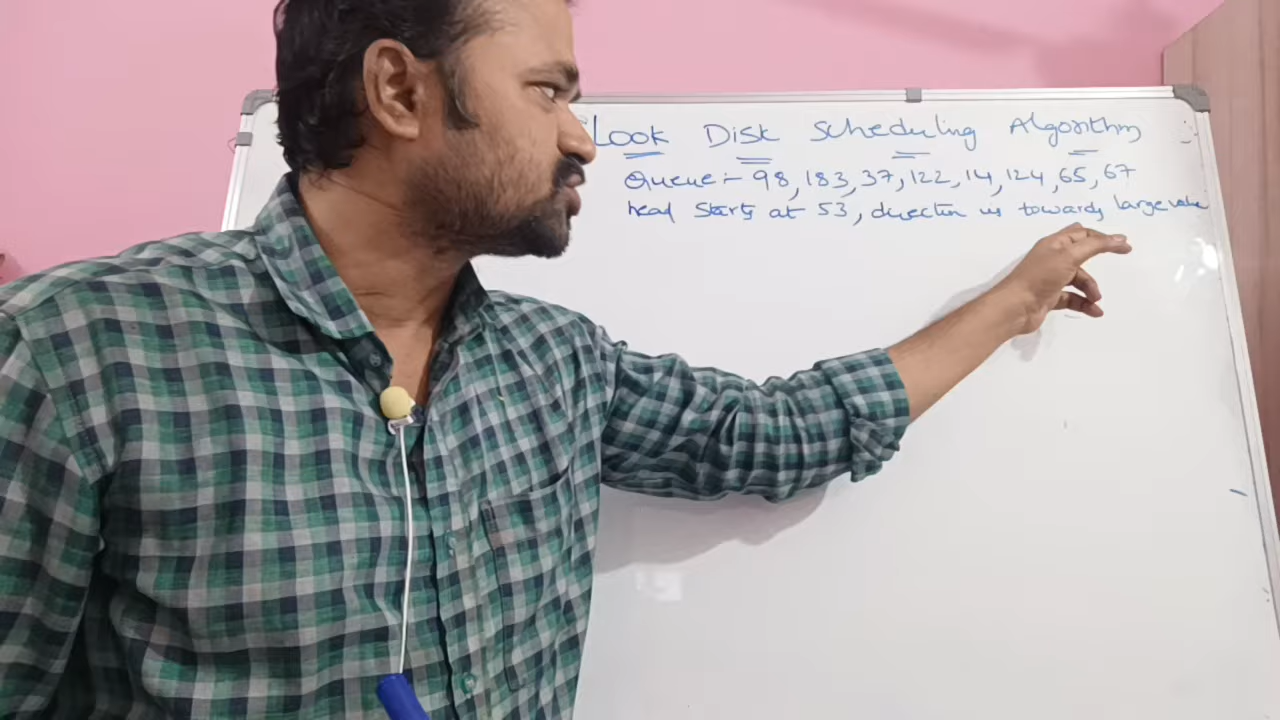 Look Disk Scheduling Algorithm
Queue:- 98, 183, 37, 122, 14, 124, 65, 67
head Starts at 53, direction is towards large value